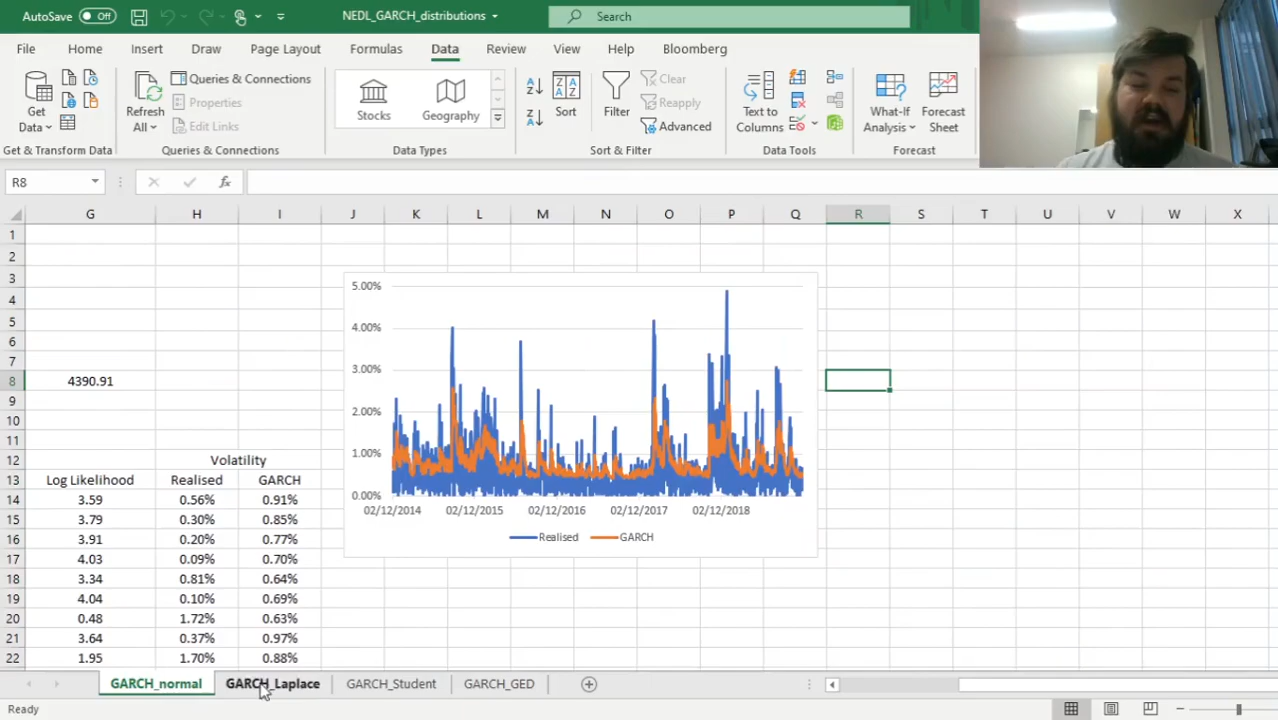 AutoSave Off NEDL_GARCH_distributions Search
File Home Insert Draw Page Layout Formulas Data Review View Help Bloomberg
Get Data
Refresh All
Queries & Connections
Properties
Edit Links
Stocks
Geography
Sort
Filter
Clear
Reapply
Advanced
Text to Columns
What-If Analysis
Forecast Sheet
Get & Transform Data Queries & Connections Data Types Sort & Filter Data Tools Forecast
R8 fx
G H I J K L M N O P Q R S T U V W X
1
2
3
4
5
6
7
8 4390.91
9
10
11
12 Volatility
13 Log Likelihood Realised GARCH
14 3.59 0.56% 0.91%
15 3.79 0.30% 0.85%
16 3.91 0.20% 0.77%
17 4.03 0.09% 0.70%
18 3.34 0.81% 0.64%
19 4.04 0.10% 0.69%
20 0.48 1.72% 0.63%
21 3.64 0.37% 0.97%
22 1.95 1.70% 0.88%
5.00%
4.00%
3.00%
2.00%
1.00%
0.00%
02/12/2014 02/12/2015 02/12/2016 02/12/2017 02/12/2018
Realised GARCH
GARCH_normal GARCH_Laplace GARCH_Student GARCH_GED
Ready